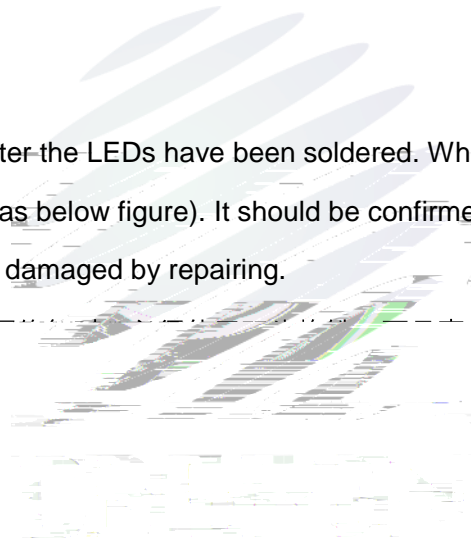 ter the LEDs have been soldered. Wh
as below figure). It should be confirme
damaged by repairing.